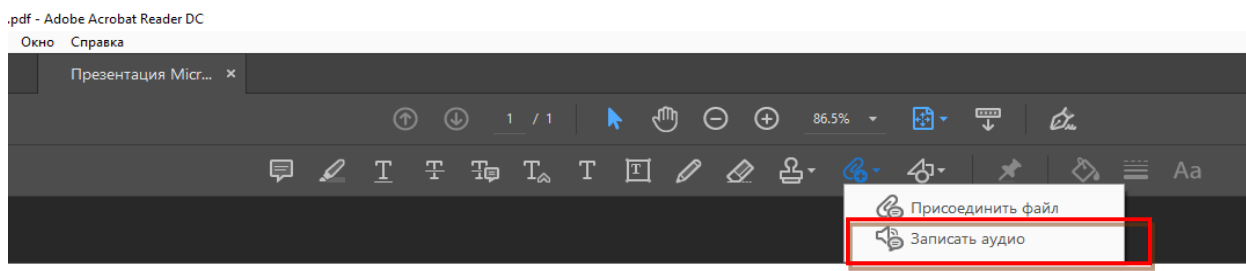 .pdf - Adobe Acrobat Reader DC
Окно Справка
Презентация Micr... ×
1 / 1 86.5%
T T T T T T Aa
Присоединить файл
Записать аудио